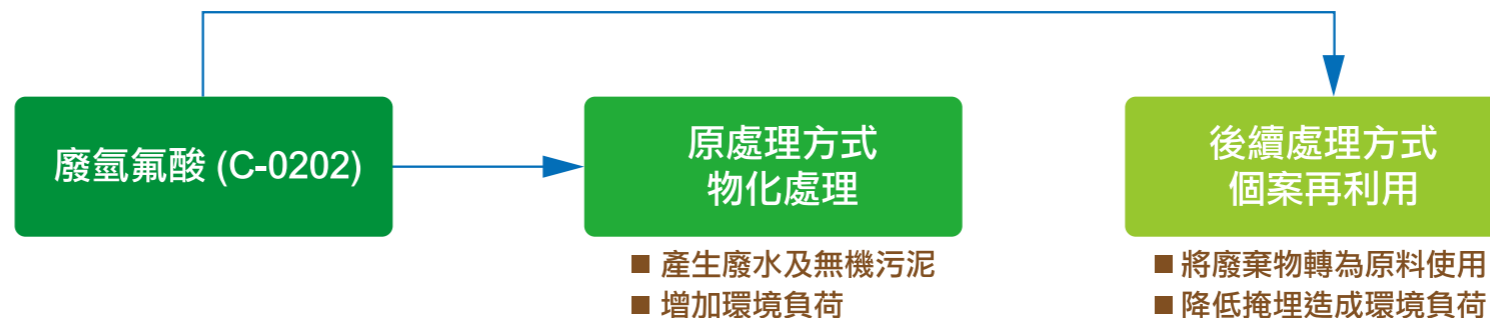 廢氫氟酸 (C-0202)
原處理方式
物化處理
■ 產生廢水及無機污泥
■ 增加環境負荷
後續處理方式
個案再利用
■ 將廢棄物轉為原料使用
■ 降低掩埋造成環境負荷